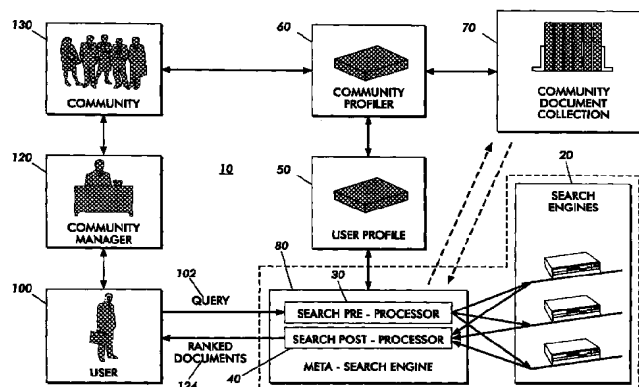 130
60
70
COMMUNITY
COMMUNITY
PROFILER
COMMUNITY
DOCUMENT
COLLECTION
120
10
50
20
COMMUNITY
MANAGER
USER PROFILE
SEARCH
ENGINES
80
100
102
QUERY
30
SEARCH PRE - PROCESSOR
SEARCH POST - PROCESSOR
RANKED
DOCUMENTS
USER
124
40
META - SEARCH ENGINE